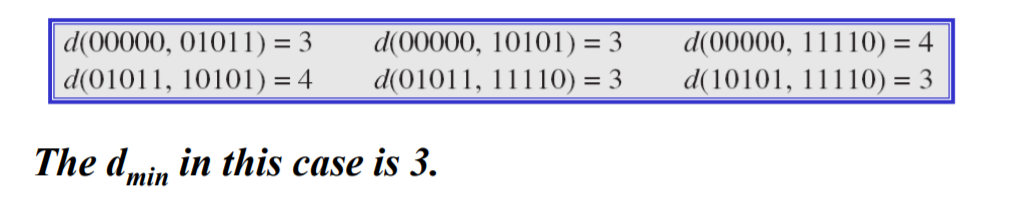 d(00000, 01011) = 3 d(00000, 10101) = 3 d(00000, 11110) = 4
d(01011, 10101) = 4 d(01011, 11110) = 3 d(10101, 11110) = 3
The dmin in this case is 3.